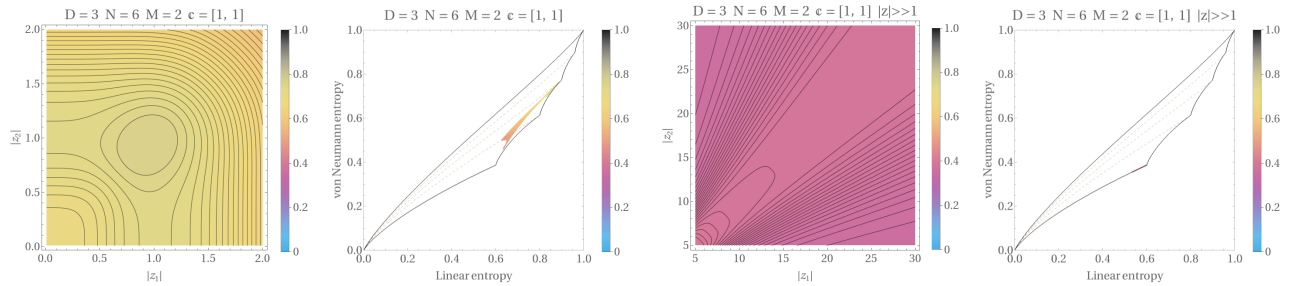 D = 3 N = 6 M = 2 𝕔 = [1, 1]
2.0
1.5
1.0
0.5
0.0
|z₂|
0.0 0.5 1.0 1.5 2.0
|z₁|
1.0
0.8
0.6
0.4
0.2
0
D = 3 N = 6 M = 2 𝕔 = [1, 1]
von Neumann entropy
1.0
0.8
0.6
0.4
0.2
0.0
0.0 0.2 0.4 0.6 0.8 1.0
Linear entropy
1.0
0.8
0.6
0.4
0.2
0
D = 3 N = 6 M = 2 𝕔 = [1, 1] |z|>>1
30
25
20
15
10
5
|z₂|
5 10 15 20 25 30
|z₁|
1.0
0.8
0.6
0.4
0.2
0
D = 3 N = 6 M = 2 𝕔 = [1, 1] |z|>>1
von Neumann entropy
1.0
0.8
0.6
0.4
0.2
0.0
0.0 0.2 0.4 0.6 0.8 1.0
Linear entropy
1.0
0.8
0.6
0.4
0.2
0